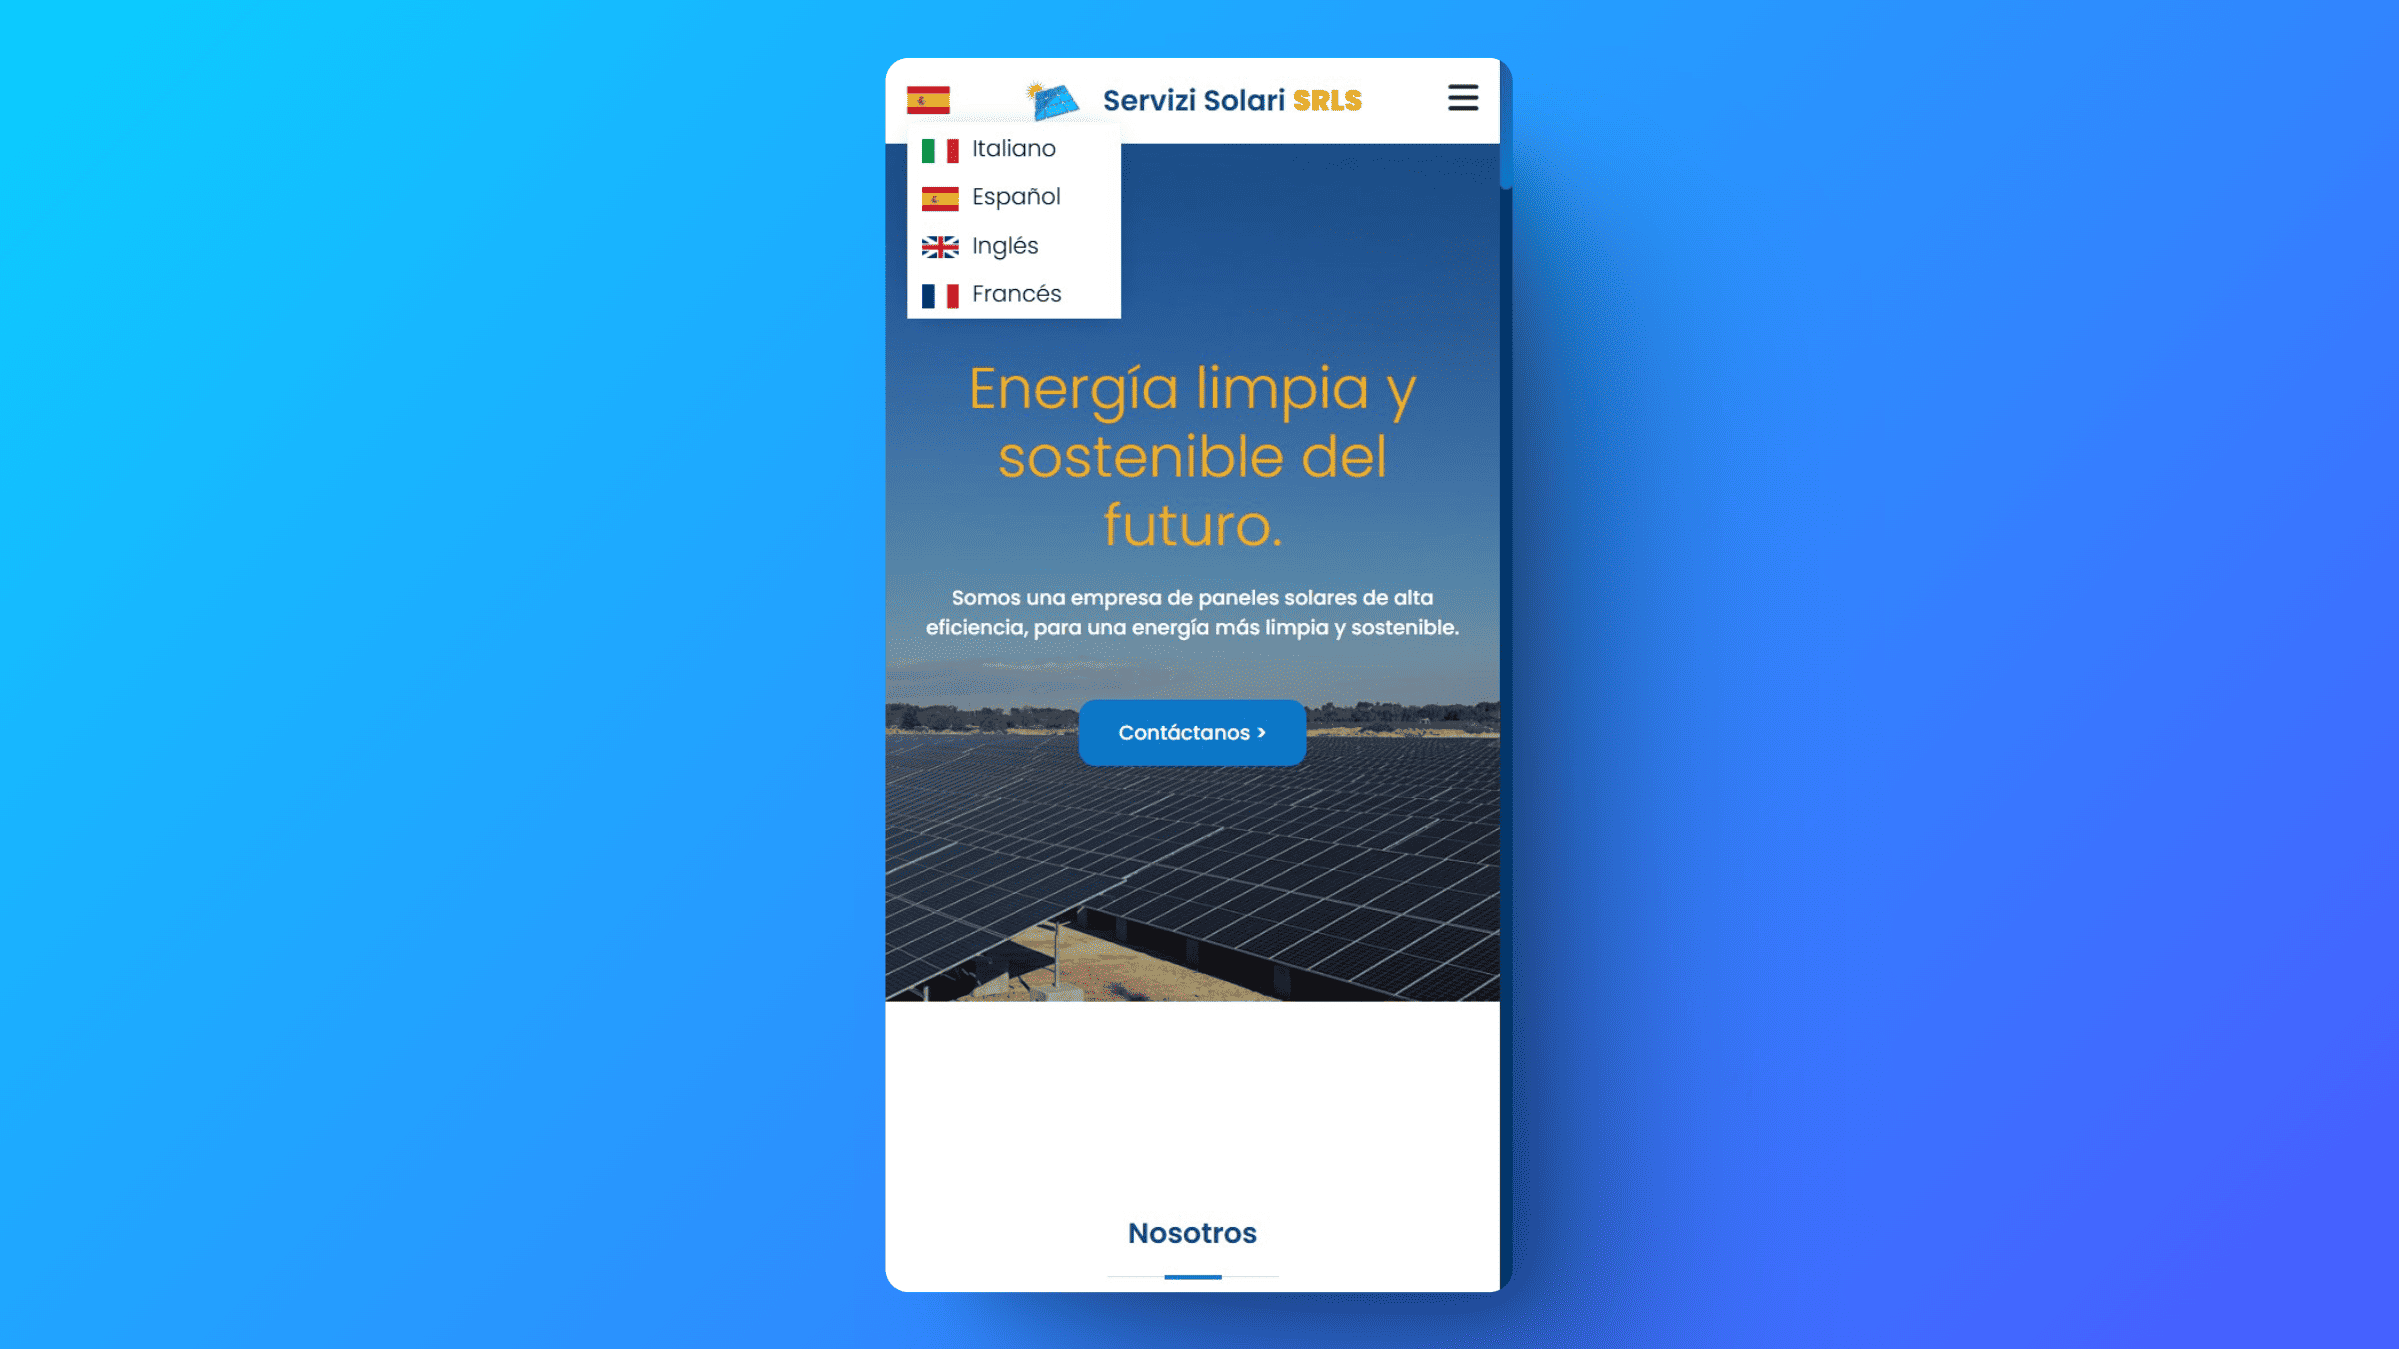 Servizi Solari SRLS
Italiano
Español
Inglés
Francés
Energía limpia y
sostenible del
futuro.
Somos una empresa de paneles solares de alta
eficiencia, para una energía más limpia y sostenible.
Contáctanos >
Nosotros